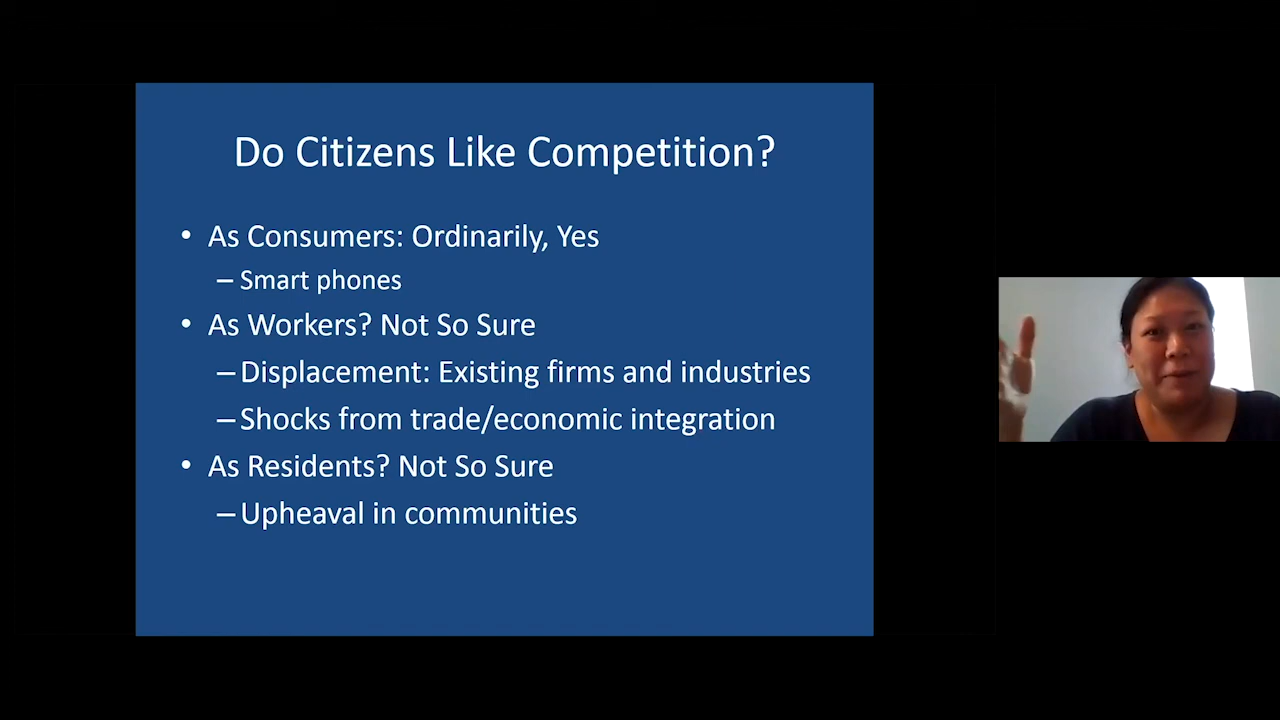 Do Citizens Like Competition?
• As Consumers: Ordinarily, Yes
– Smart phones
• As Workers? Not So Sure
– Displacement: Existing firms and industries
– Shocks from trade/economic integration
• As Residents? Not So Sure
– Upheaval in communities